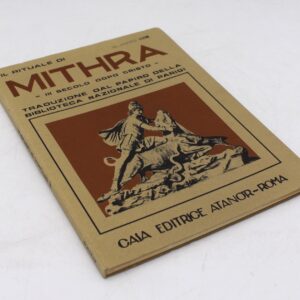 IL RITUALE DI
MITHRA
- III SECOLO DOPO CRISTO -
TRADUZIONE DAL PAPIRO DELLA
BIBLIOTECA NAZIONALE DI PARIGI
CASA EDITRICE ATANOR-ROMA